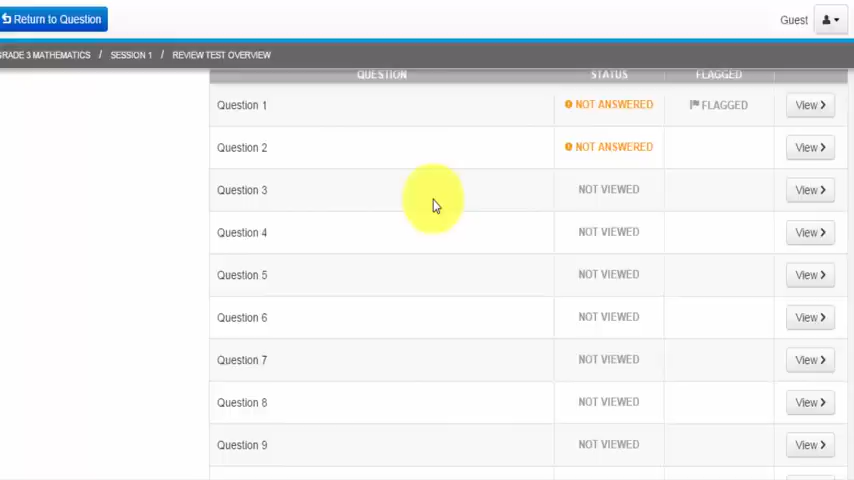 Return to Question
Guest
GRADE 3 MATHEMATICS / SESSION 1 / REVIEW TEST OVERVIEW
QUESTION STATUS FLAGGED
Question 1 NOT ANSWERED FLAGGED View
Question 2 NOT ANSWERED View
Question 3 NOT VIEWED View
Question 4 NOT VIEWED View
Question 5 NOT VIEWED View
Question 6 NOT VIEWED View
Question 7 NOT VIEWED View
Question 8 NOT VIEWED View
Question 9 NOT VIEWED View